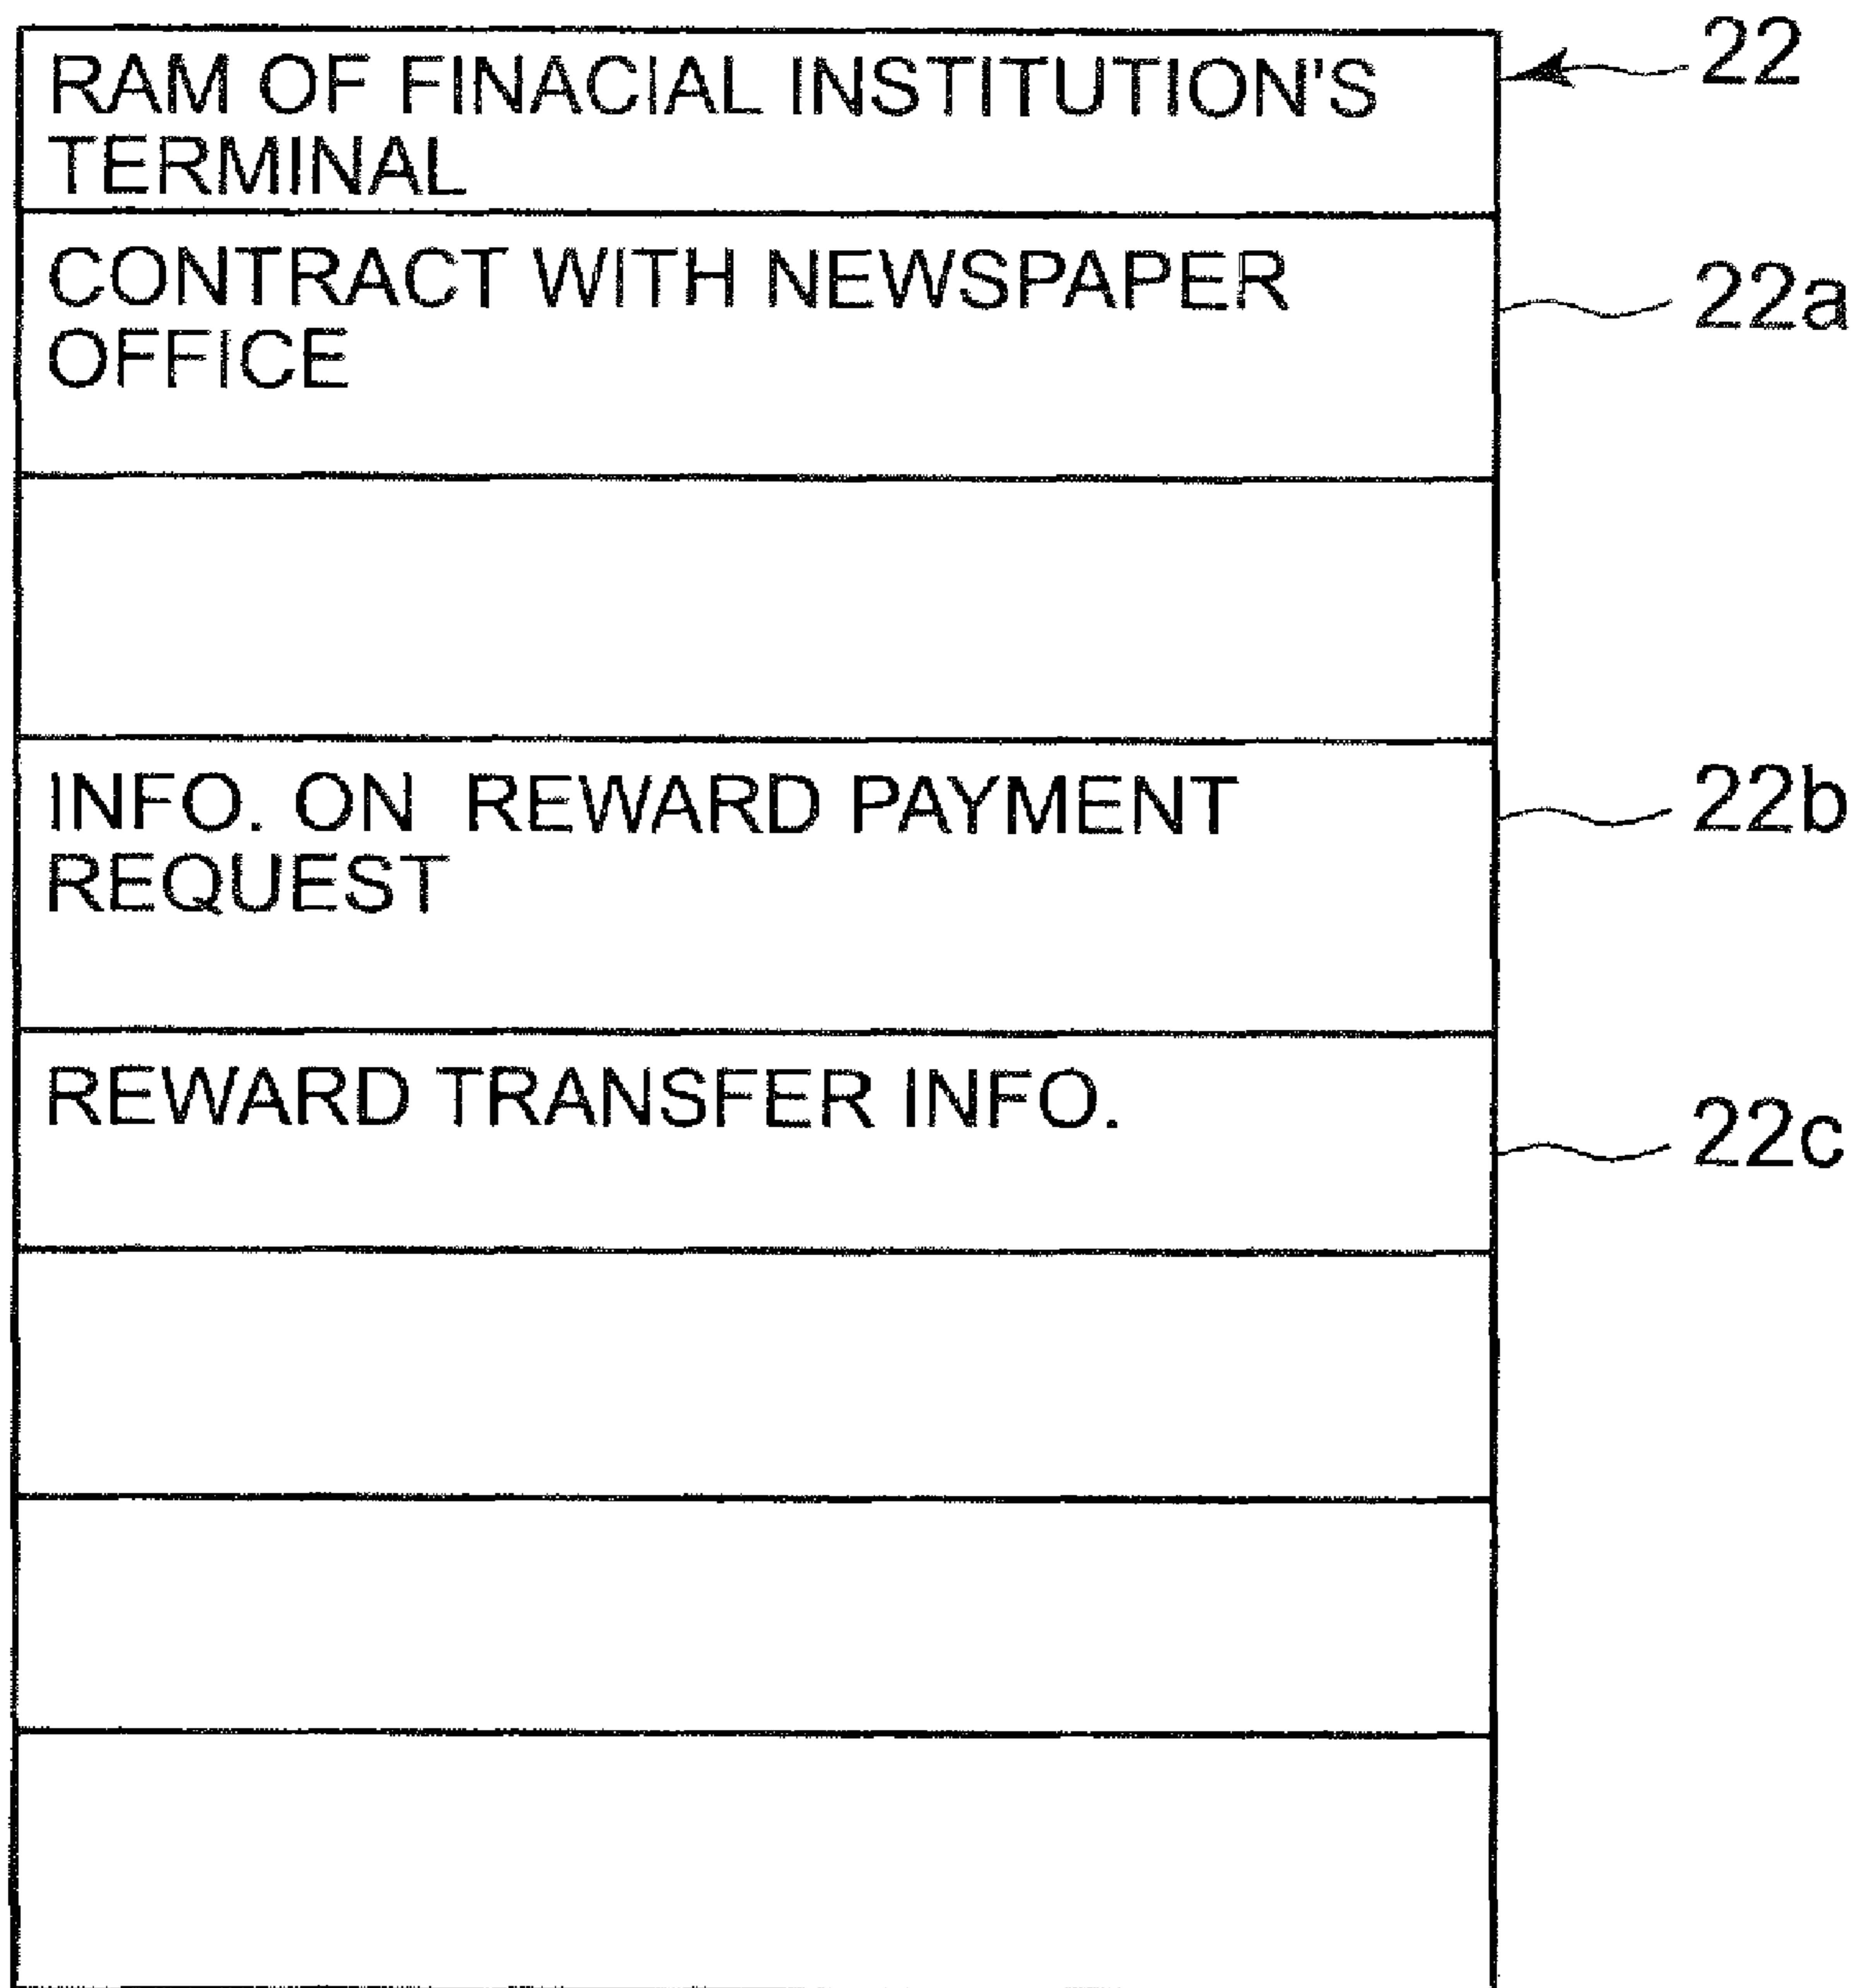 RAM OF FINACIAL INSTITUTION'S
TERMINAL
22
CONTRACT WITH NEWSPAPER
OFFICE
22a
INFO. ON REWARD PAYMENT
REQUEST
22b
REWARD TRANSFER INFO.
22c